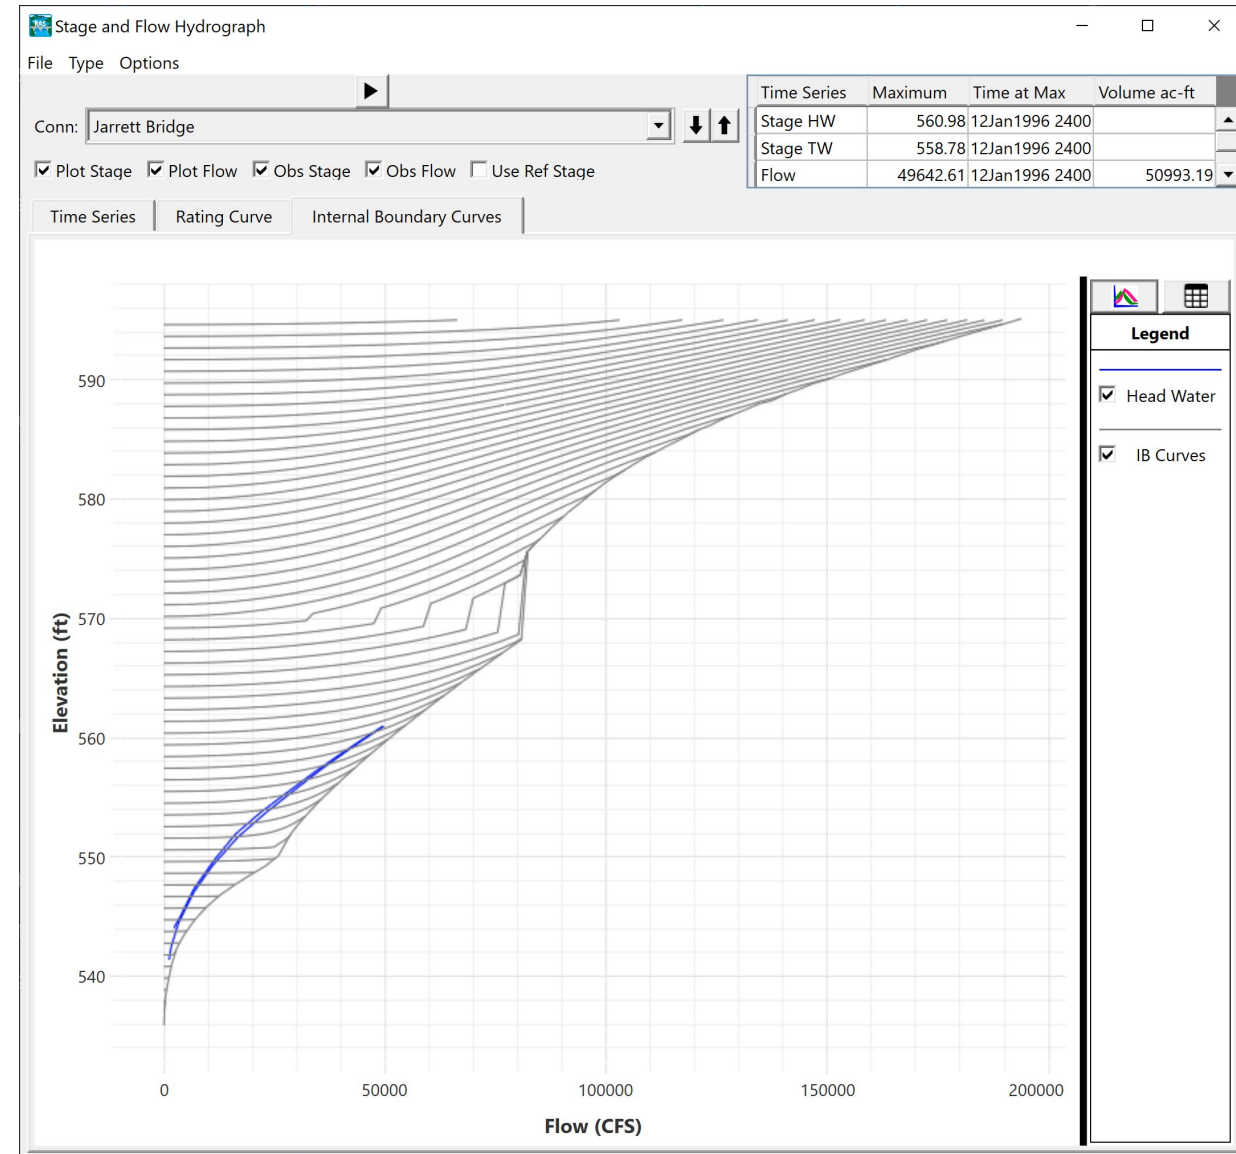 Stage and Flow Hydrograph
File Type Options
Conn: Jarrett Bridge
Plot Stage Plot Flow Obs Stage Obs Flow Use Ref Stage
Time Series Maximum Time at Max Volume ac-ft
Stage HW 560.98 12Jan1996 2400
Stage TW 558.78 12Jan1996 2400
Flow 49642.61 12Jan1996 2400 50993.19
Time Series Rating Curve Internal Boundary Curves
Legend
Head Water
IB Curves
Elevation (ft)
590
580
570
560
550
540
0 50000 100000 150000 200000
Flow (CFS)